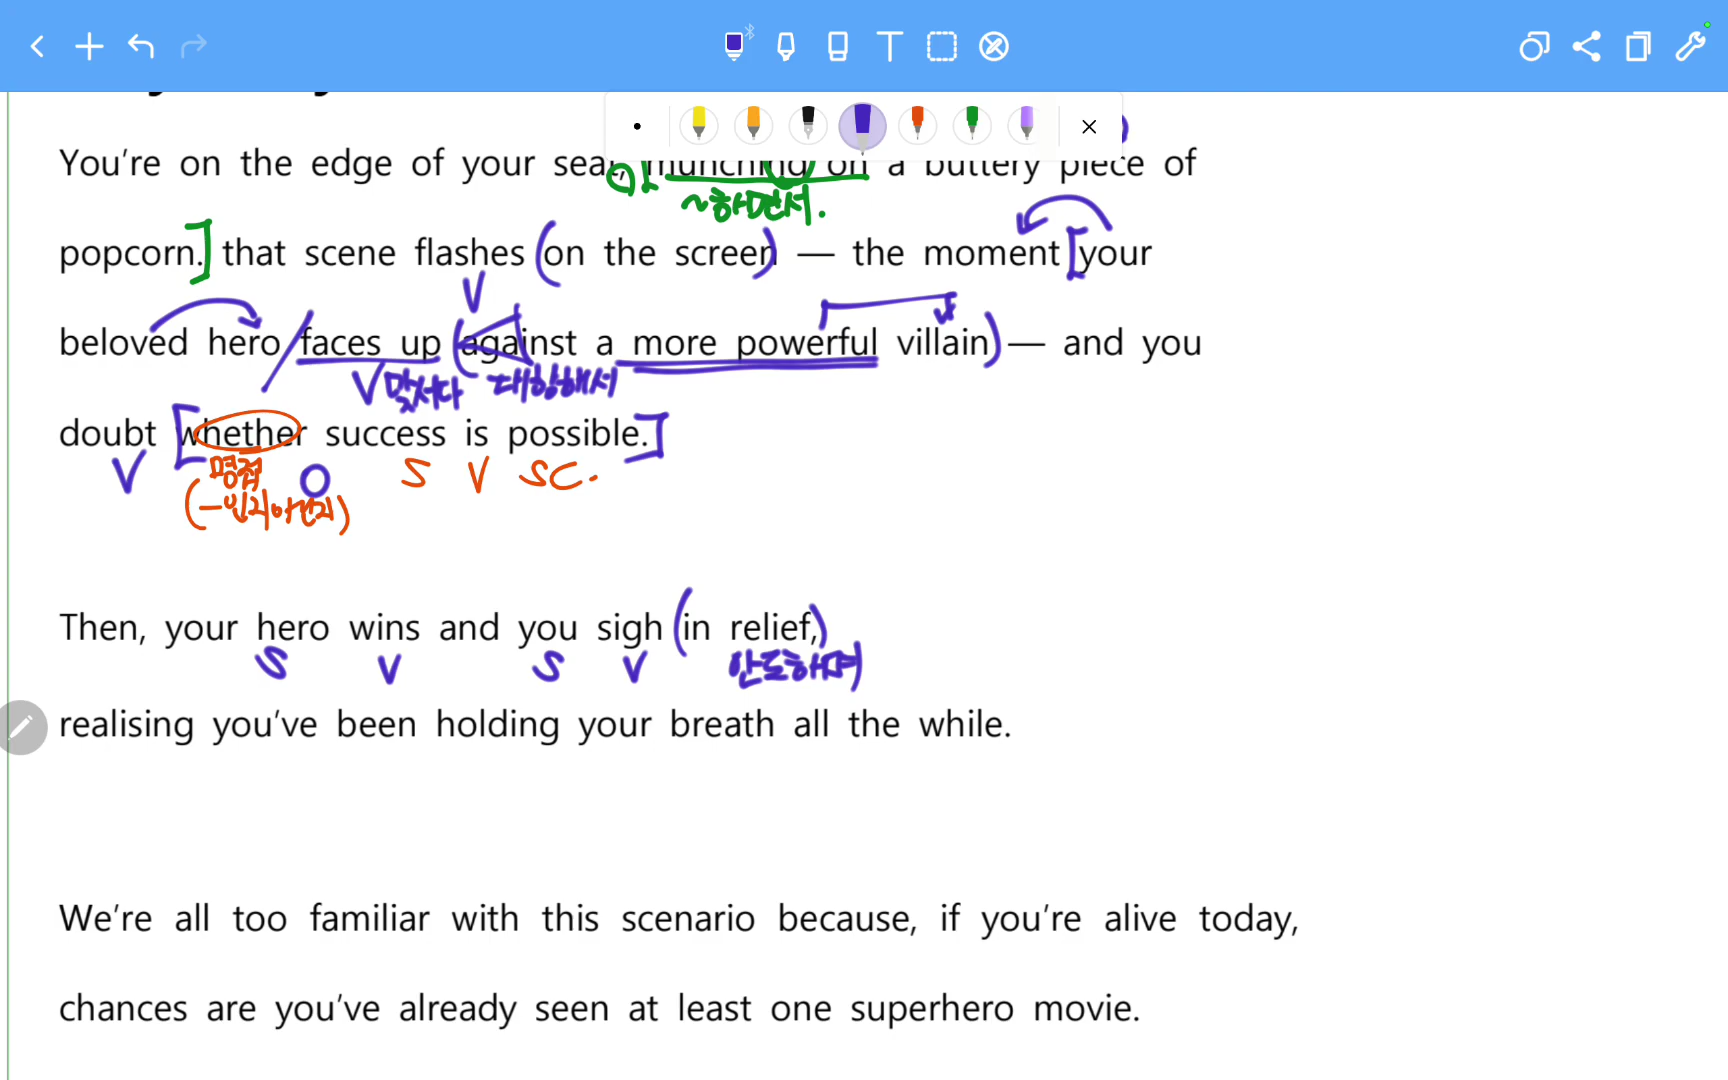 You're on the edge of your seat, munching on a buttery piece of
~하면서.
popcorn.] that scene flashes (on the screen) — the moment [your
V
beloved hero / faces up (against a more powerful villain) — and you
V 맞서다 대항해서
doubt [whether success is possible.]
V 명접 O S V SC.
(~인지 아닌지)
Then, your hero wins and you sigh (in relief,)
S V S V 안도하며
realising you've been holding your breath all the while.
We're all too familiar with this scenario because, if you're alive today,
chances are you've already seen at least one superhero movie.